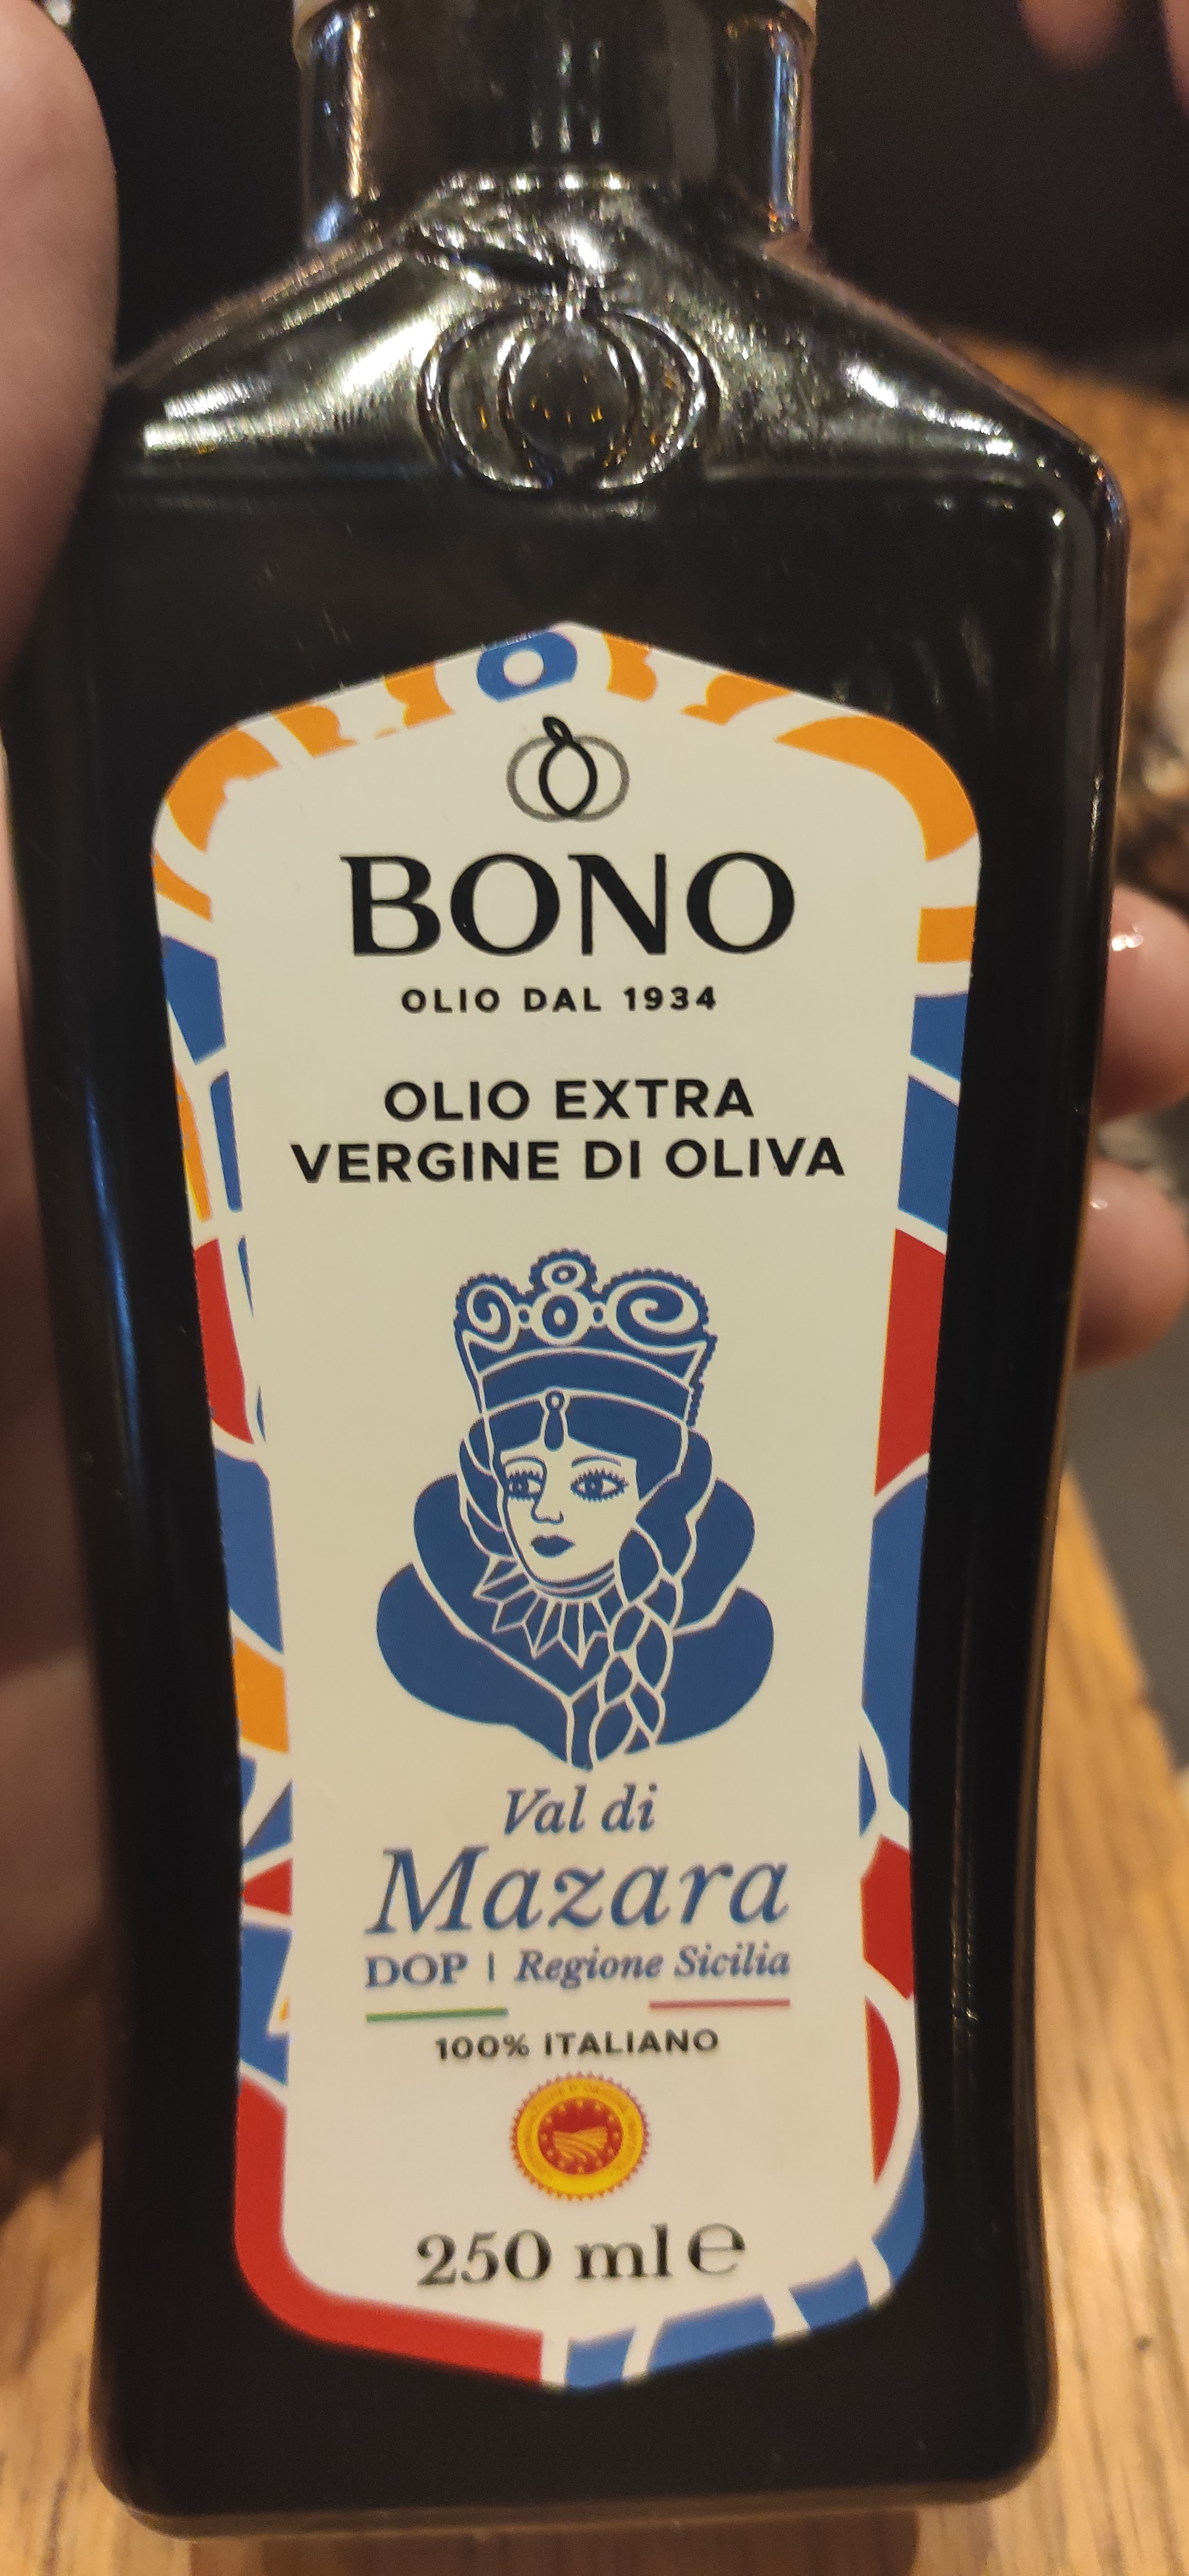 BONO
OLIO DAL 1934
OLIO EXTRA
VERGINE DI OLIVA
Val di
Mazara
DOP | Regione Sicilia
100% ITALIANO
250 ml ℮